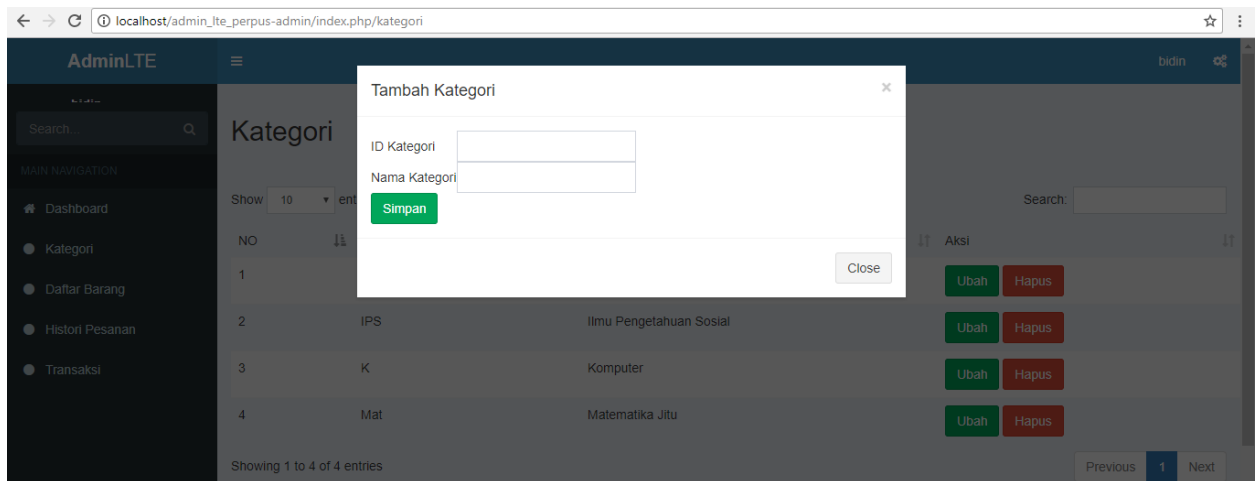 localhost/admin_lte_perpus-admin/index.php/kategori
AdminLTE
bidin
Search...
MAIN NAVIGATION
Dashboard
Kategori
Daftar Barang
Histori Pesanan
Transaksi
Tambah Kategori ×
ID Kategori
Nama Kategori
Simpan
Close
Kategori
Show 10 ent
Search:
NO Aksi
1 Ubah Hapus
2 IPS Ilmu Pengetahuan Sosial Ubah Hapus
3 K Komputer Ubah Hapus
4 Mat Matematika Jitu Ubah Hapus
Showing 1 to 4 of 4 entries
Previous 1 Next